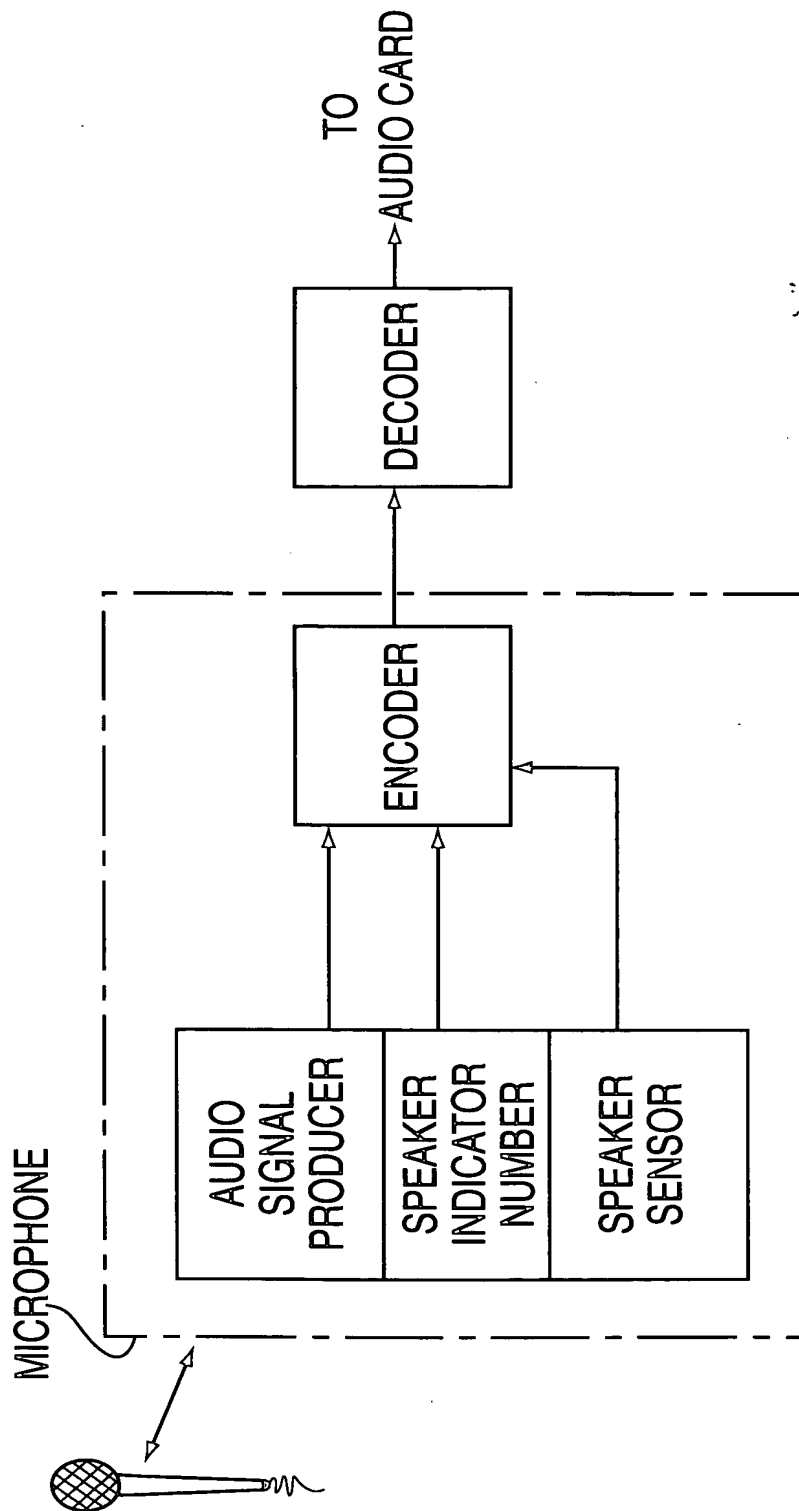 MICROPHONE
AUDIO
SIGNAL
PRODUCER
SPEAKER
INDICATOR
NUMBER
SPEAKER
SENSOR
ENCODER
DECODER
TO
AUDIO CARD